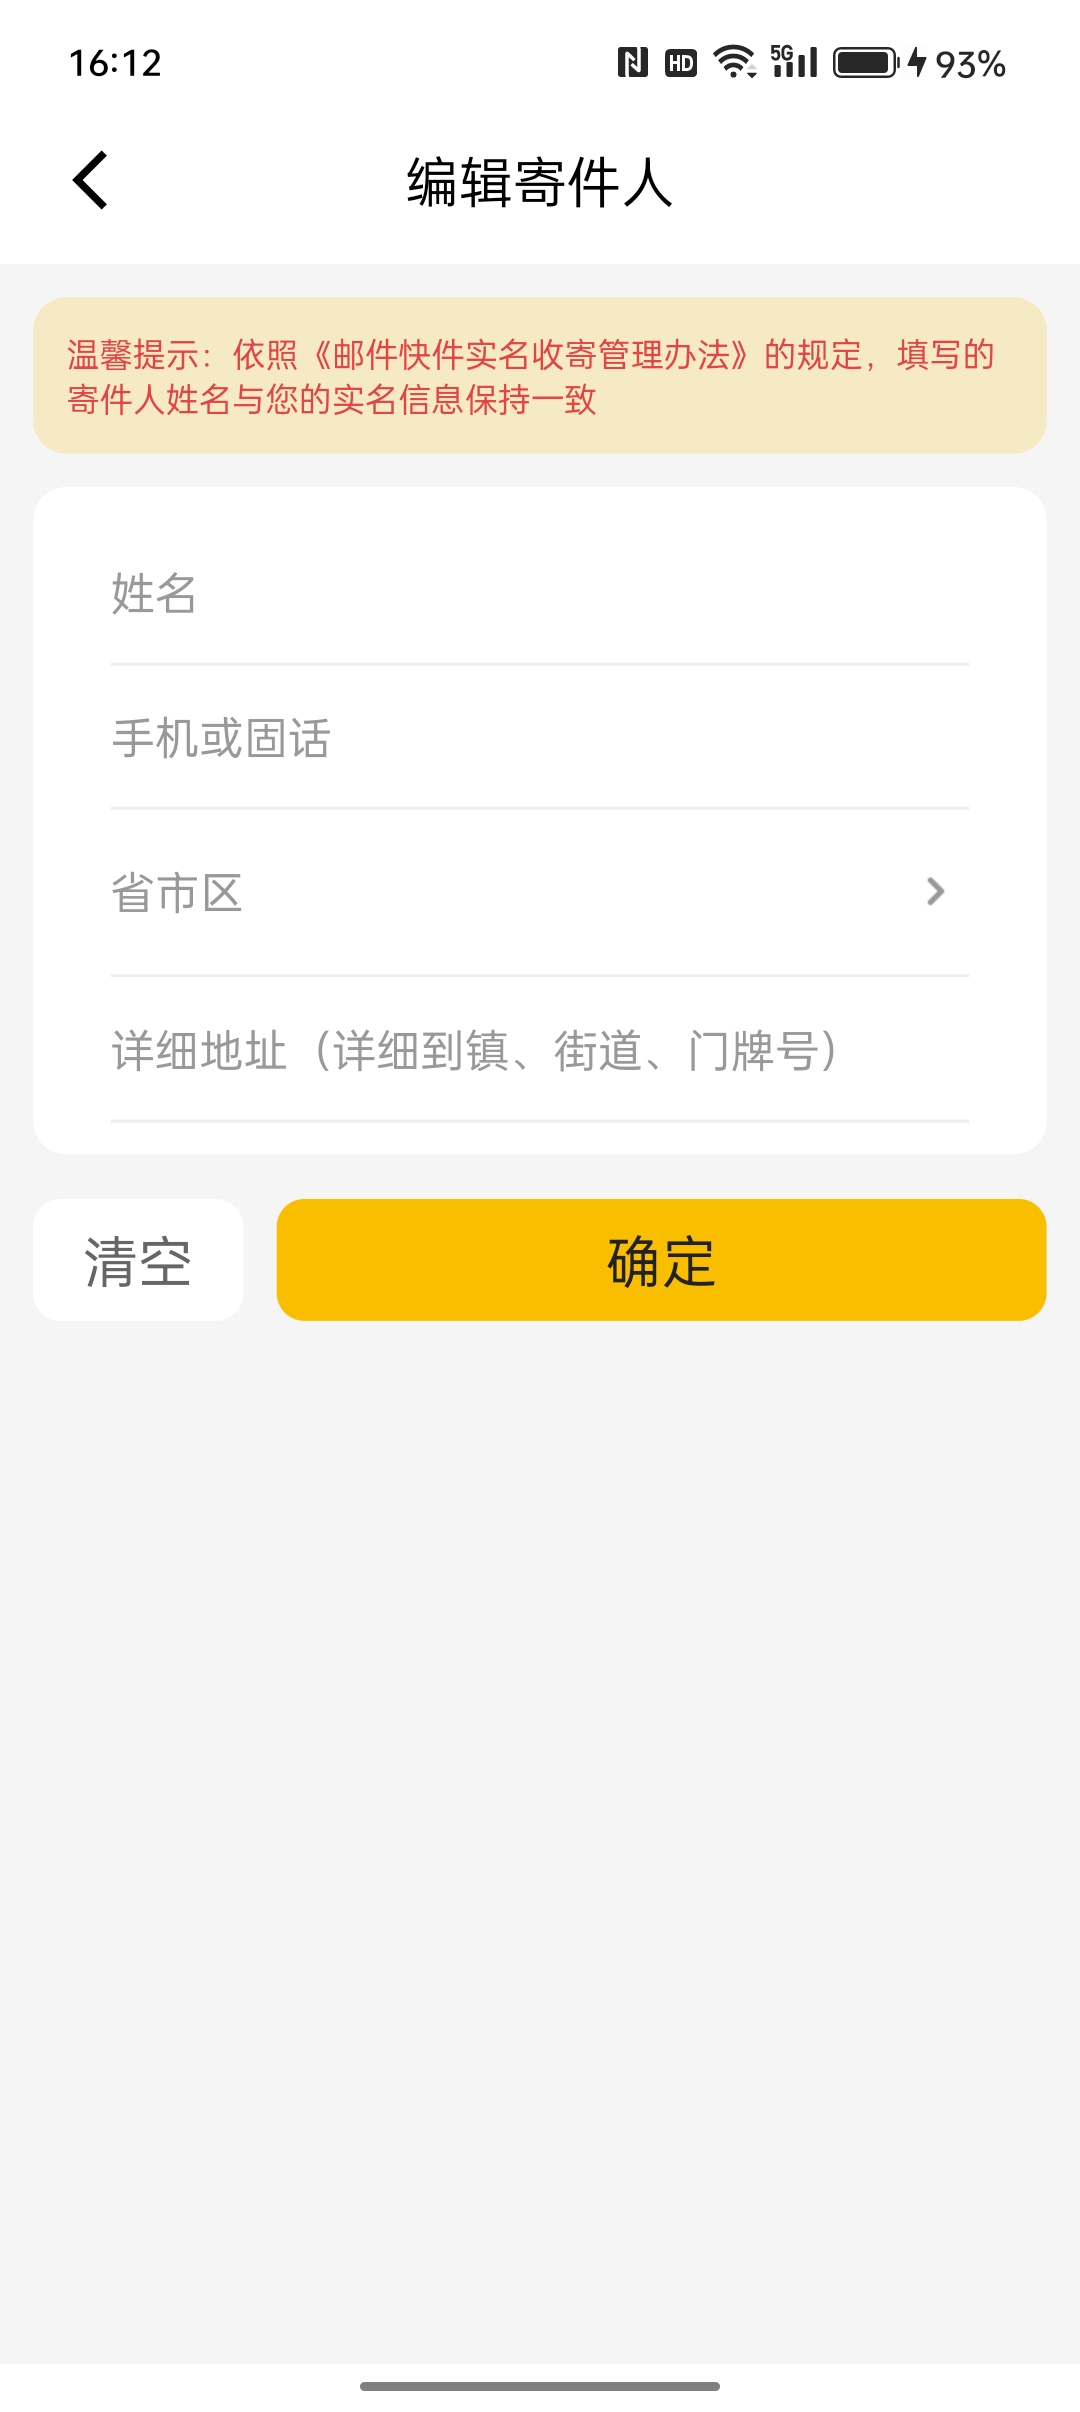 16:12
HD
5G
93%
编辑寄件人
温馨提示：依照《邮件快件实名收寄管理办法》的规定，填写的
寄件人姓名与您的实名信息保持一致
姓名
手机或固话
省市区
详细地址（详细到镇、街道、门牌号）
清空
确定